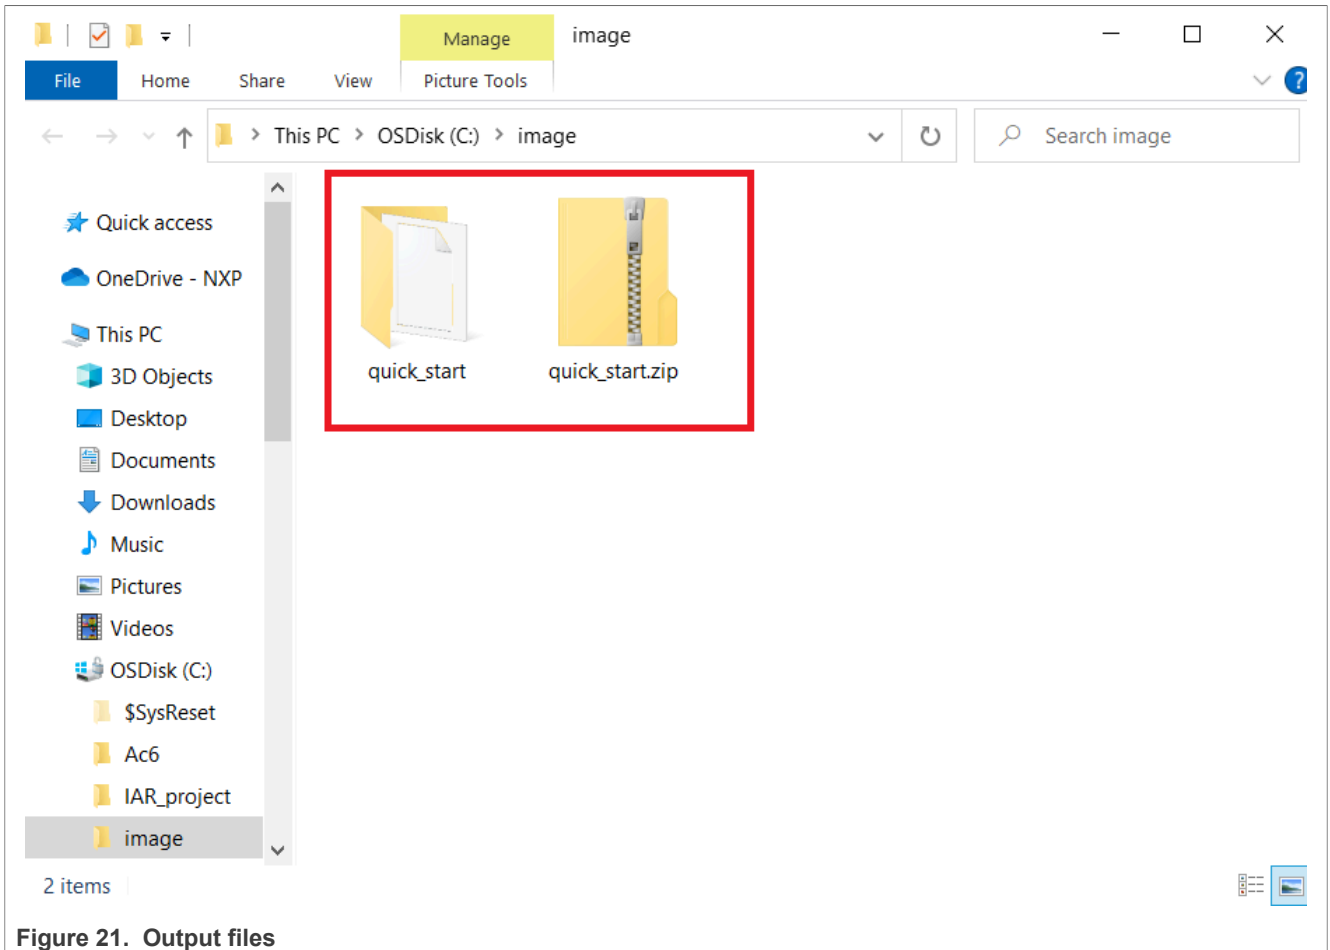 Manage image
File Home Share View Picture Tools ?
This PC > OSDisk (C:) > image Search image
Quick access
OneDrive - NXP
This PC
3D Objects
Desktop
Documents
Downloads
Music
Pictures
Videos
OSDisk (C:)
$SysReset
Ac6
IAR_project
image
quick_start quick_start.zip
2 items
Figure 21. Output files